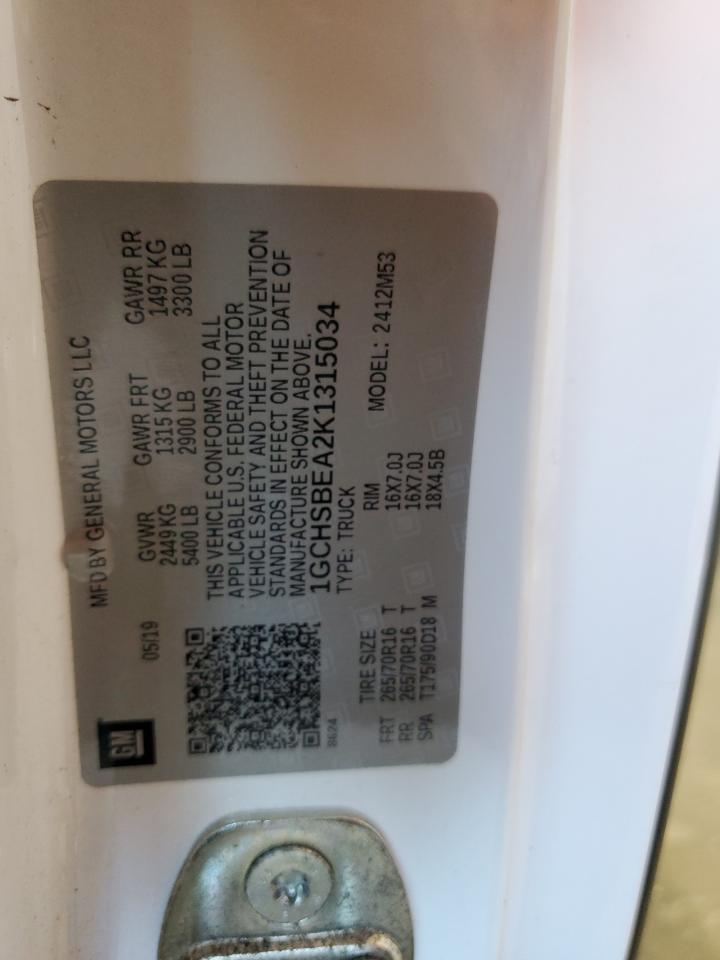 GM
05/19
MFD BY GENERAL MOTORS LLC
GVWR GAWR FRT GAWR RR
2449 KG 1315 KG 1497 KG
5400 LB 2900 LB 3300 LB
THIS VEHICLE CONFORMS TO ALL
APPLICABLE U.S. FEDERAL MOTOR
VEHICLE SAFETY AND THEFT PREVENTION
STANDARDS IN EFFECT ON THE DATE OF
MANUFACTURE SHOWN ABOVE.
1GCHSBEA2K1315034
8624
TYPE: TRUCK
MODEL: 2412M53
TIRE SIZE RIM
FRT 265/70R16 T 16X7.0J
RR 265/70R16 T 16X7.0J
SPA T175/90D18 M 18X4.5B